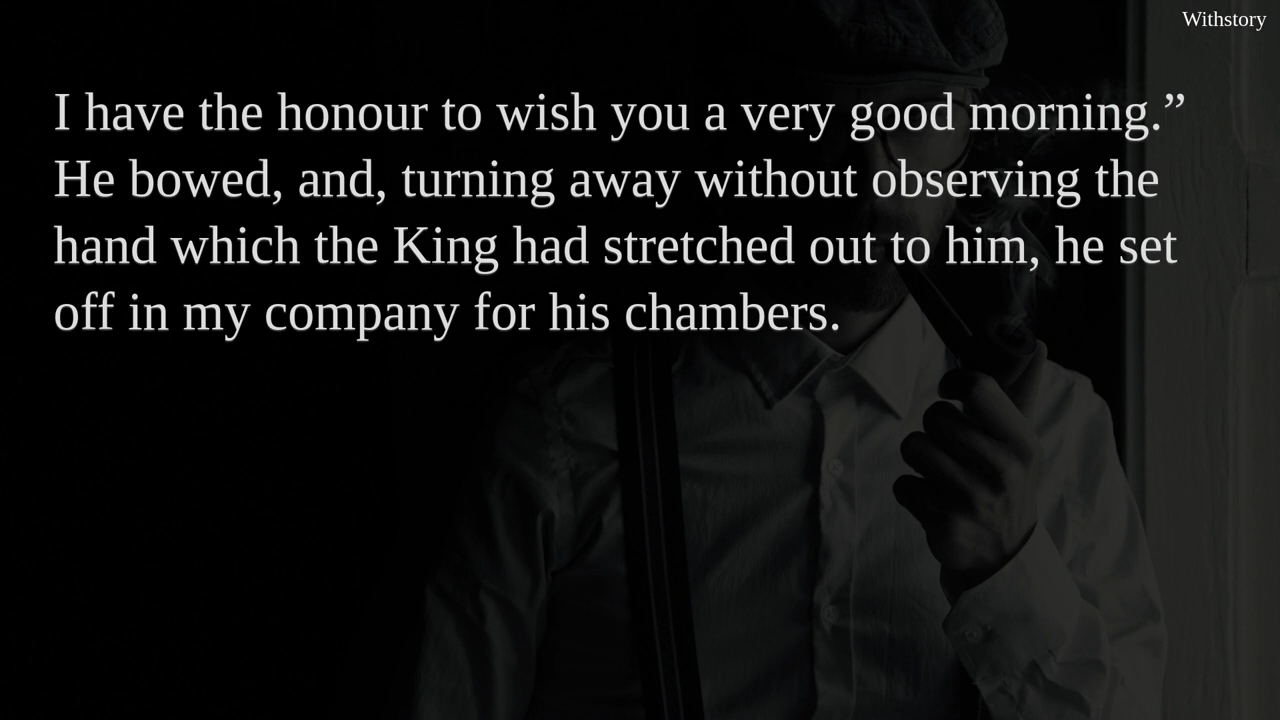 Withstory
I have the honour to wish you a very good morning.”
He bowed, and, turning away without observing the
hand which the King had stretched out to him, he set
off in my company for his chambers.